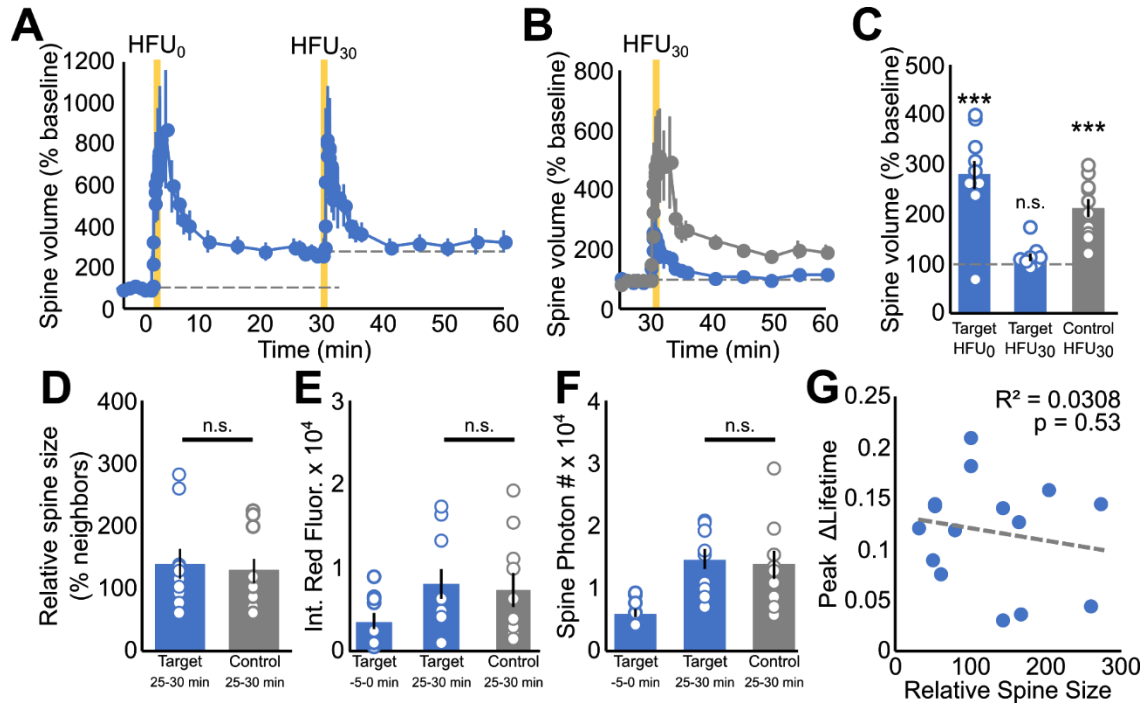 A
HFU0
HFU30
Spine volume (% baseline)
1200
1000
800
600
400
200
0
0
10
20
30
40
50
60
Time (min)
B
HFU30
Spine volume (% baseline)
800
600
400
200
0
30
40
50
60
Time (min)
C
Spine volume (% baseline)
500
400
300
200
100
0
***
n.s.
***
Target
HFU0
Target
HFU30
Control
HFU30
D
Relative spine size
(% neighbors)
400
300
200
100
0
n.s.
Target
25-30 min
Control
25-30 min
E
Int. Red Fluor. x 10⁴
3
2
1
0
n.s.
Target
-5-0 min
Target
25-30 min
Control
25-30 min
F
Spine Photon # x 10⁴
4
3
2
1
0
n.s.
Target
-5-0 min
Target
25-30 min
Control
25-30 min
G
R² = 0.0308
p = 0.53
Peak ΔLifetime
0.25
0.2
0.15
0.1
0.05
0
0
100
200
300
Relative Spine Size